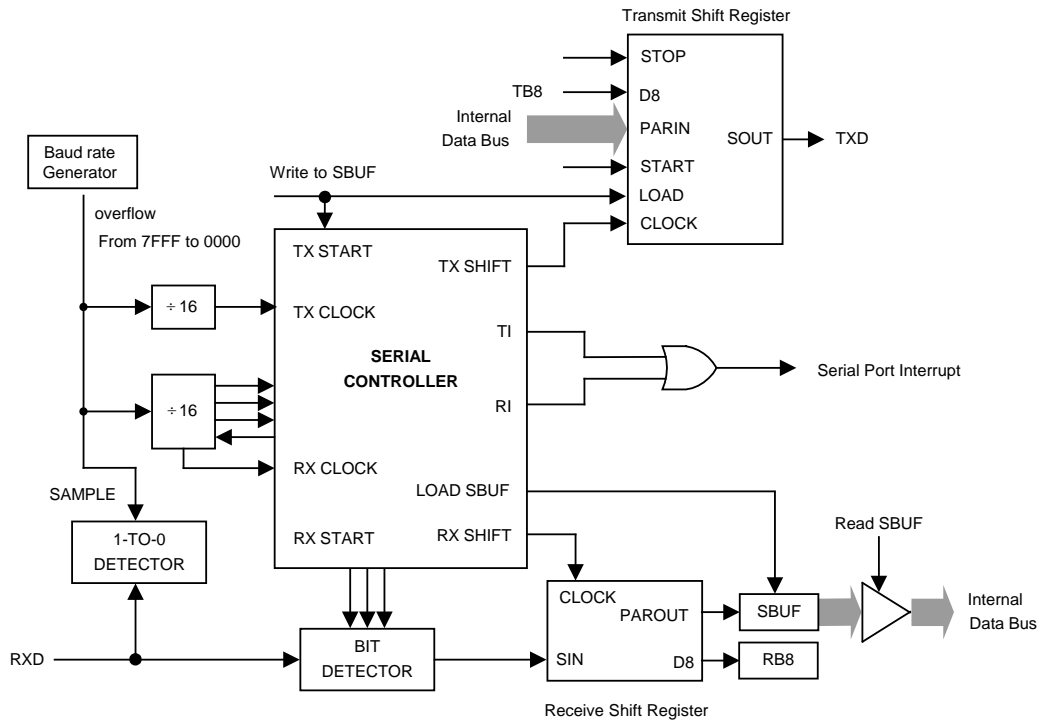 Transmit Shift Register
STOP
TB8
D8
Internal
Data Bus
PARIN
SOUT
TXD
START
LOAD
CLOCK
Baud rate
Generator
Write to SBUF
overflow
From 7FFF to 0000
TX START
TX SHIFT
÷ 16
TX CLOCK
TI
SERIAL
CONTROLLER
Serial Port Interrupt
÷ 16
RI
RX CLOCK
LOAD SBUF
SAMPLE
1-TO-0
DETECTOR
RX START
RX SHIFT
Read SBUF
CLOCK
PAROUT
SBUF
Internal
Data Bus
RXD
BIT
DETECTOR
SIN
D8
RB8
Receive Shift Register